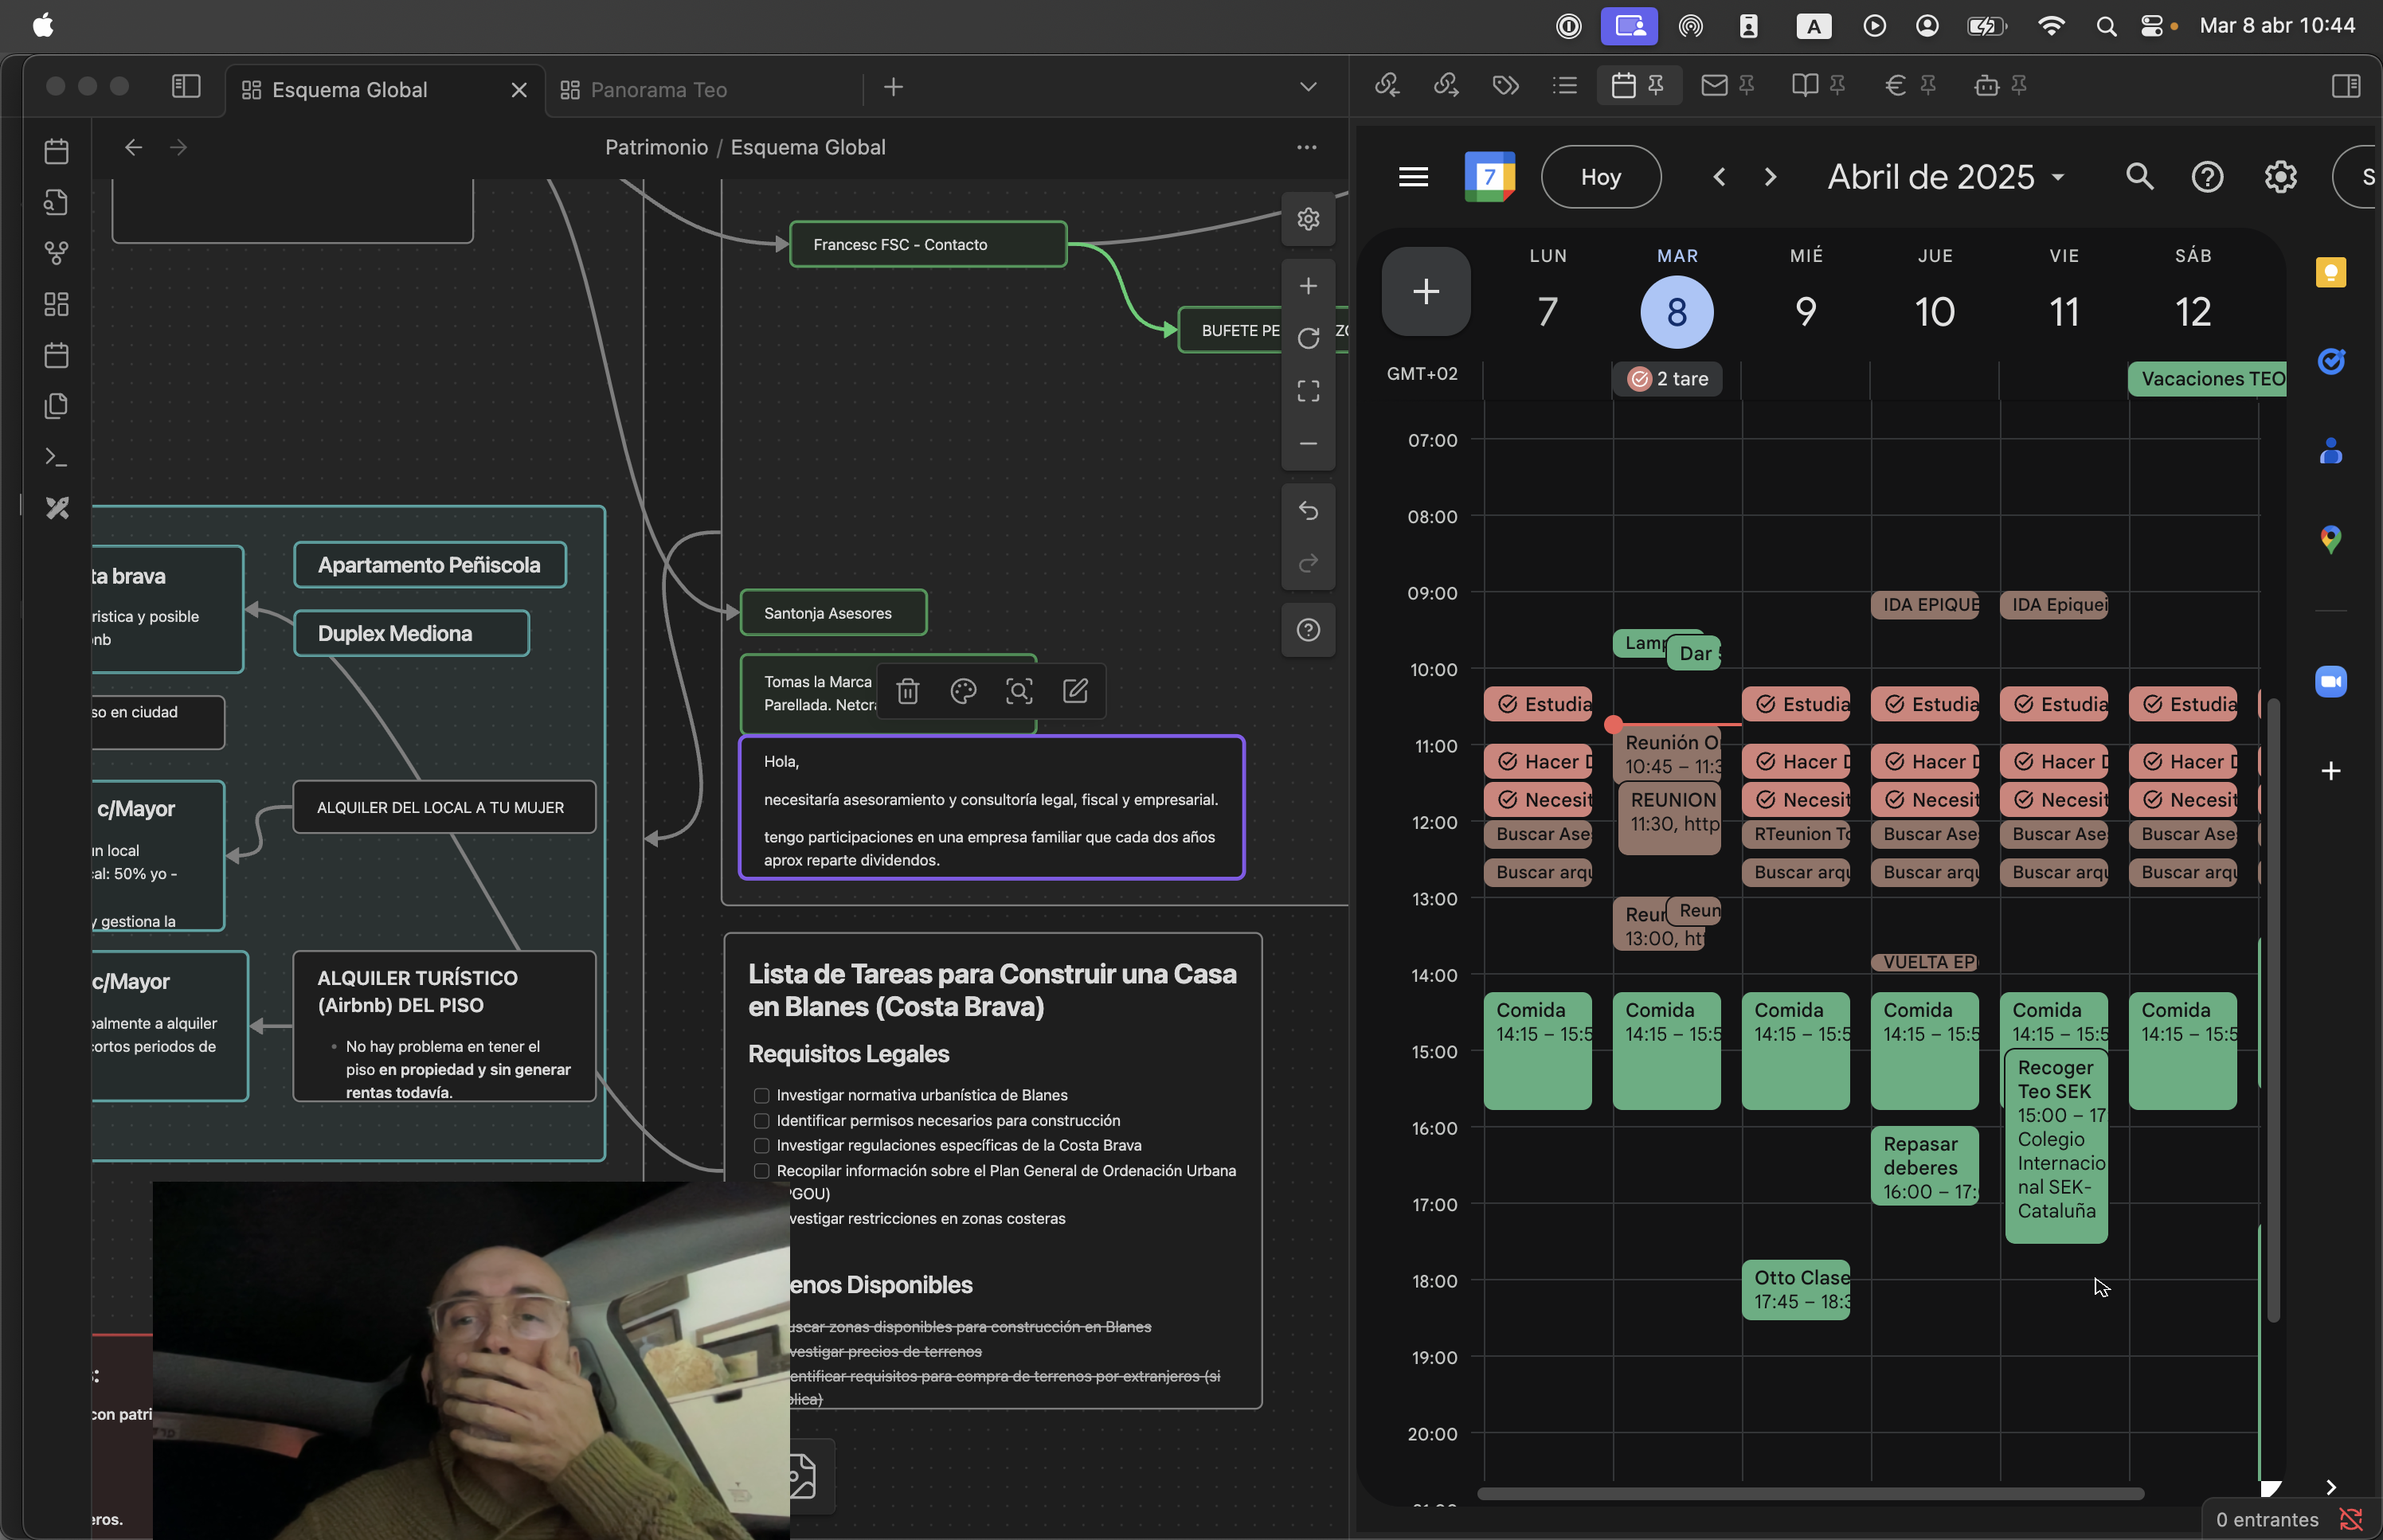 Mar 8 abr 10:44
A
Esquema Global
Panorama Teo
Patrimonio / Esquema Global
Francesc FSC - Contacto
BUFETE PE
Santonja Asesores
Tomas la Marca
Parellada. Netcr
Hola,
necesitaría asesoramiento y consultoría legal, fiscal y empresarial.
tengo participaciones en una empresa familiar que cada dos años
aprox reparte dividendos.
ta brava
rística y posible
nb
Apartamento Peñiscola
Duplex Mediona
so en ciudad
c/Mayor
un local
cal: 50% yo -
y gestiona la
ALQUILER DEL LOCAL A TU MUJER
c/Mayor
palmente a alquiler
cortos periodos de
ALQUILER TURÍSTICO
(Airbnb) DEL PISO
No hay problema en tener el
piso en propiedad y sin generar
rentas todavía.
Lista de Tareas para Construir una Casa
en Blanes (Costa Brava)
Requisitos Legales
Investigar normativa urbanística de Blanes
Identificar permisos necesarios para construcción
Investigar regulaciones específicas de la Costa Brava
Recopilar información sobre el Plan General de Ordenación Urbana
PGOU)
vestigar restricciones en zonas costeras
enos Disponibles
uscar zonas disponibles para construcción en Blanes
vestigar precios de terrenos
entificar requisitos para compra de terrenos por extranjeros (si
plica)
con patri
eros.
7
Hoy
Abril de 2025
S
LUN
MAR
MIÉ
JUE
VIE
SÁB
7
8
9
10
11
12
GMT+02
2 tare
Vacaciones TEO
07:00
08:00
09:00
IDA EPIQUE
IDA Epiquei
Lamp
Dar
10:00
Estudia
Estudia
Estudia
Estudia
Estudia
11:00
Reunión O
10:45 – 11:3
Hacer D
Hacer D
Hacer D
Hacer D
Hacer D
Necesit
REUNION
11:30, http
Necesit
Necesit
Necesit
Necesit
12:00
Buscar Ase
RTeunion To
Buscar Ase
Buscar Ase
Buscar Ase
Buscar arqu
Buscar arqu
Buscar arqu
Buscar arqu
Buscar arqu
13:00
Reun
13:00, htt
Reun
VUELTA EPI
14:00
Comida
14:15 – 15:5
Comida
14:15 – 15:5
Comida
14:15 – 15:5
Comida
14:15 – 15:5
Comida
14:15 – 15:5
Comida
14:15 – 15:5
15:00
Recoger
Teo SEK
15:00 – 17
Colegio
Internacio
nal SEK-
Cataluña
16:00
Repasar
deberes
16:00 – 17:
17:00
Otto Clase
17:45 – 18:3
18:00
19:00
20:00
0 entrantes